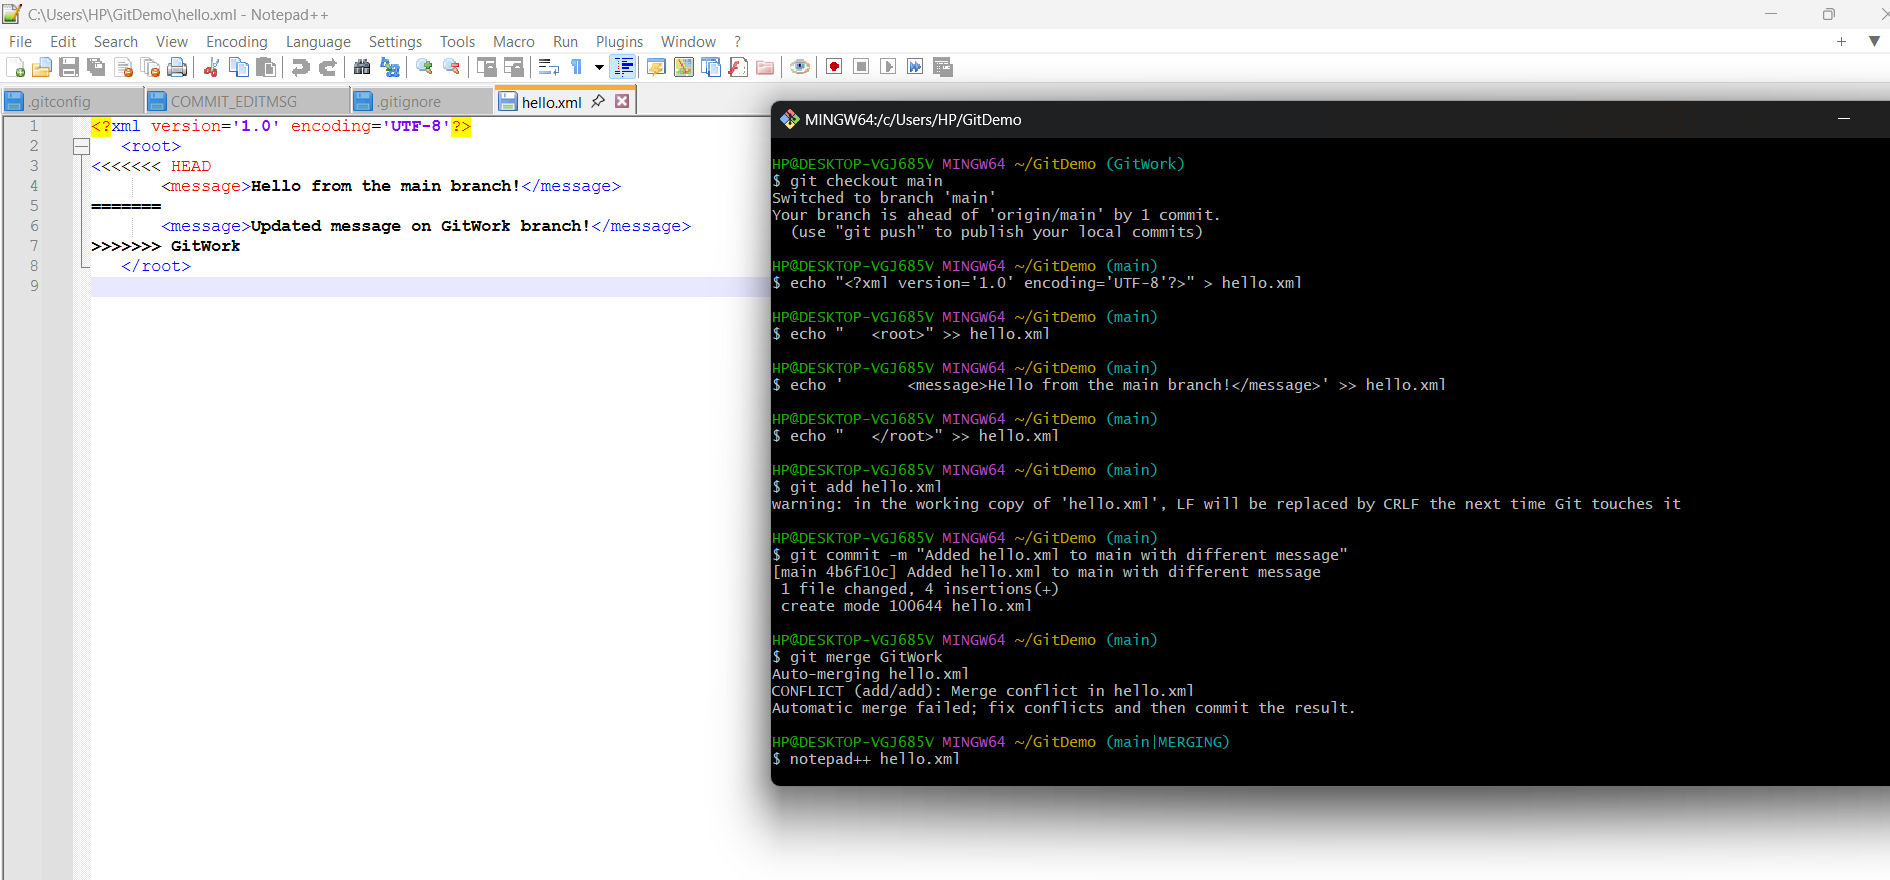 C:\Users\HP\GitDemo\hello.xml - Notepad++
File Edit Search View Encoding Language Settings Tools Macro Run Plugins Window ?
.gitconfig COMMIT_EDITMSG .gitignore hello.xml
1 <?xml version='1.0' encoding='UTF-8'?>
2 <root>
3 <<<<<<< HEAD
4 <message>Hello from the main branch!</message>
5 =======
6 <message>Updated message on GitWork branch!</message>
7 >>>>>>> GitWork
8 </root>
9
MINGW64:/c/Users/HP/GitDemo
HP@DESKTOP-VGJ685V MINGW64 ~/GitDemo (GitWork)
$ git checkout main
Switched to branch 'main'
Your branch is ahead of 'origin/main' by 1 commit.
(use "git push" to publish your local commits)
HP@DESKTOP-VGJ685V MINGW64 ~/GitDemo (main)
$ echo "<?xml version='1.0' encoding='UTF-8'?>" > hello.xml
HP@DESKTOP-VGJ685V MINGW64 ~/GitDemo (main)
$ echo "   <root>" >> hello.xml
HP@DESKTOP-VGJ685V MINGW64 ~/GitDemo (main)
$ echo '       <message>Hello from the main branch!</message>' >> hello.xml
HP@DESKTOP-VGJ685V MINGW64 ~/GitDemo (main)
$ echo "   </root>" >> hello.xml
HP@DESKTOP-VGJ685V MINGW64 ~/GitDemo (main)
$ git add hello.xml
warning: in the working copy of 'hello.xml', LF will be replaced by CRLF the next time Git touches it
HP@DESKTOP-VGJ685V MINGW64 ~/GitDemo (main)
$ git commit -m "Added hello.xml to main with different message"
[main 4b6f10c] Added hello.xml to main with different message
1 file changed, 4 insertions(+)
create mode 100644 hello.xml
HP@DESKTOP-VGJ685V MINGW64 ~/GitDemo (main)
$ git merge GitWork
Auto-merging hello.xml
CONFLICT (add/add): Merge conflict in hello.xml
Automatic merge failed; fix conflicts and then commit the result.
HP@DESKTOP-VGJ685V MINGW64 ~/GitDemo (main|MERGING)
$ notepad++ hello.xml